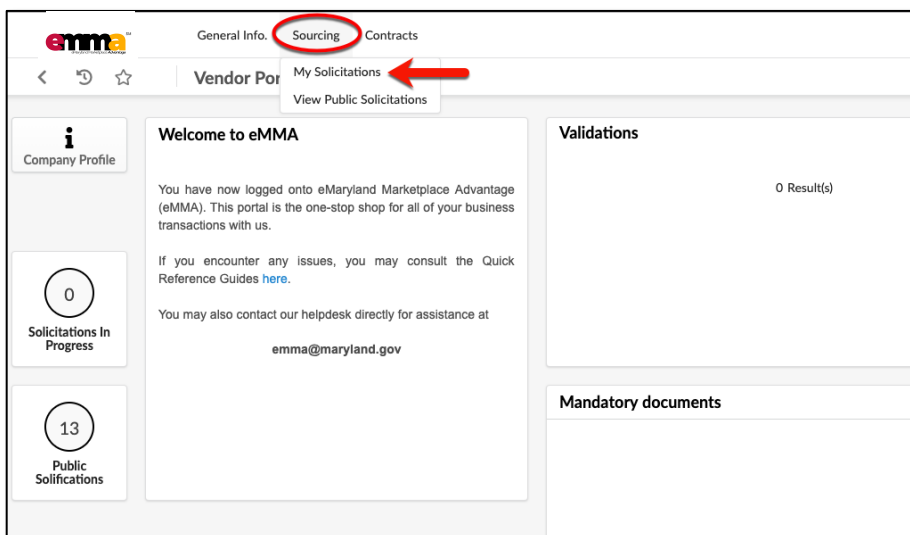 emma
General Info. Sourcing Contracts
Vendor Por
My Solicitations
View Public Solicitations
Company Profile
Welcome to eMMA
You have now logged onto eMaryland Marketplace Advantage
(eMMA). This portal is the one-stop shop for all of your business
transactions with us.
If you encounter any issues, you may consult the Quick
Reference Guides here.
You may also contact our helpdesk directly for assistance at
emma@maryland.gov
Validations
0 Result(s)
0
Solicitations In
Progress
13
Public
Solifications
Mandatory documents